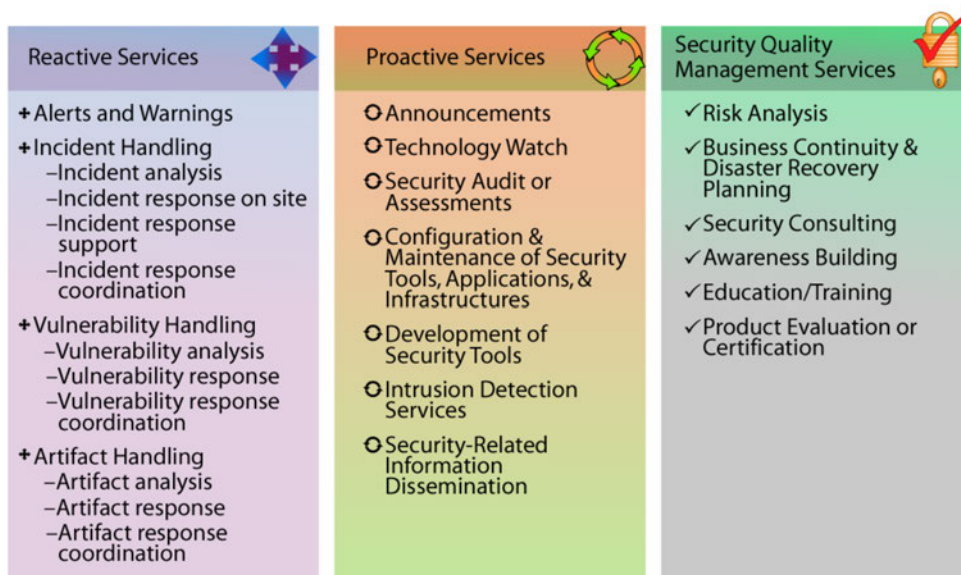 Reactive Services
+Alerts and Warnings
+Incident Handling
–Incident analysis
–Incident response on site
–Incident response
support
–Incident response
coordination
+Vulnerability Handling
–Vulnerability analysis
–Vulnerability response
–Vulnerability response
coordination
+Artifact Handling
–Artifact analysis
–Artifact response
–Artifact response
coordination
Proactive Services
Announcements
Technology Watch
Security Audit or
Assessments
Configuration &
Maintenance of Security
Tools, Applications, &
Infrastructures
Development of
Security Tools
Intrusion Detection
Services
Security-Related
Information
Dissemination
Security Quality
Management Services
✓Risk Analysis
✓Business Continuity &
Disaster Recovery
Planning
✓Security Consulting
✓Awareness Building
✓Education/Training
✓Product Evaluation or
Certification